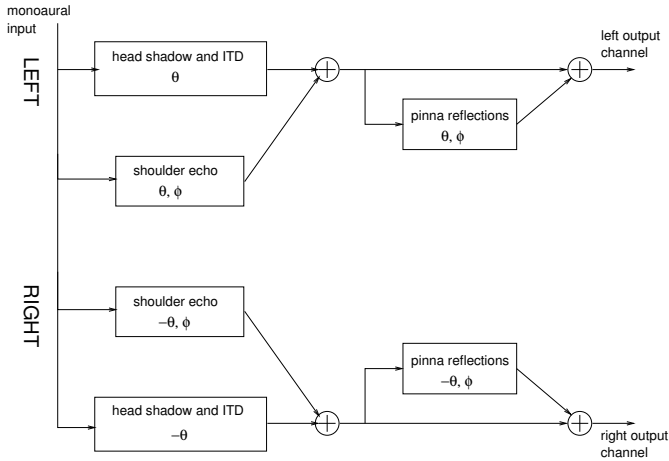 monoaural
input
LEFT
head shadow and ITD
θ
left output
channel
pinna reflections
θ, ϕ
shoulder echo
θ, ϕ
RIGHT
shoulder echo
−θ, ϕ
pinna reflections
−θ, ϕ
head shadow and ITD
−θ
right output
channel